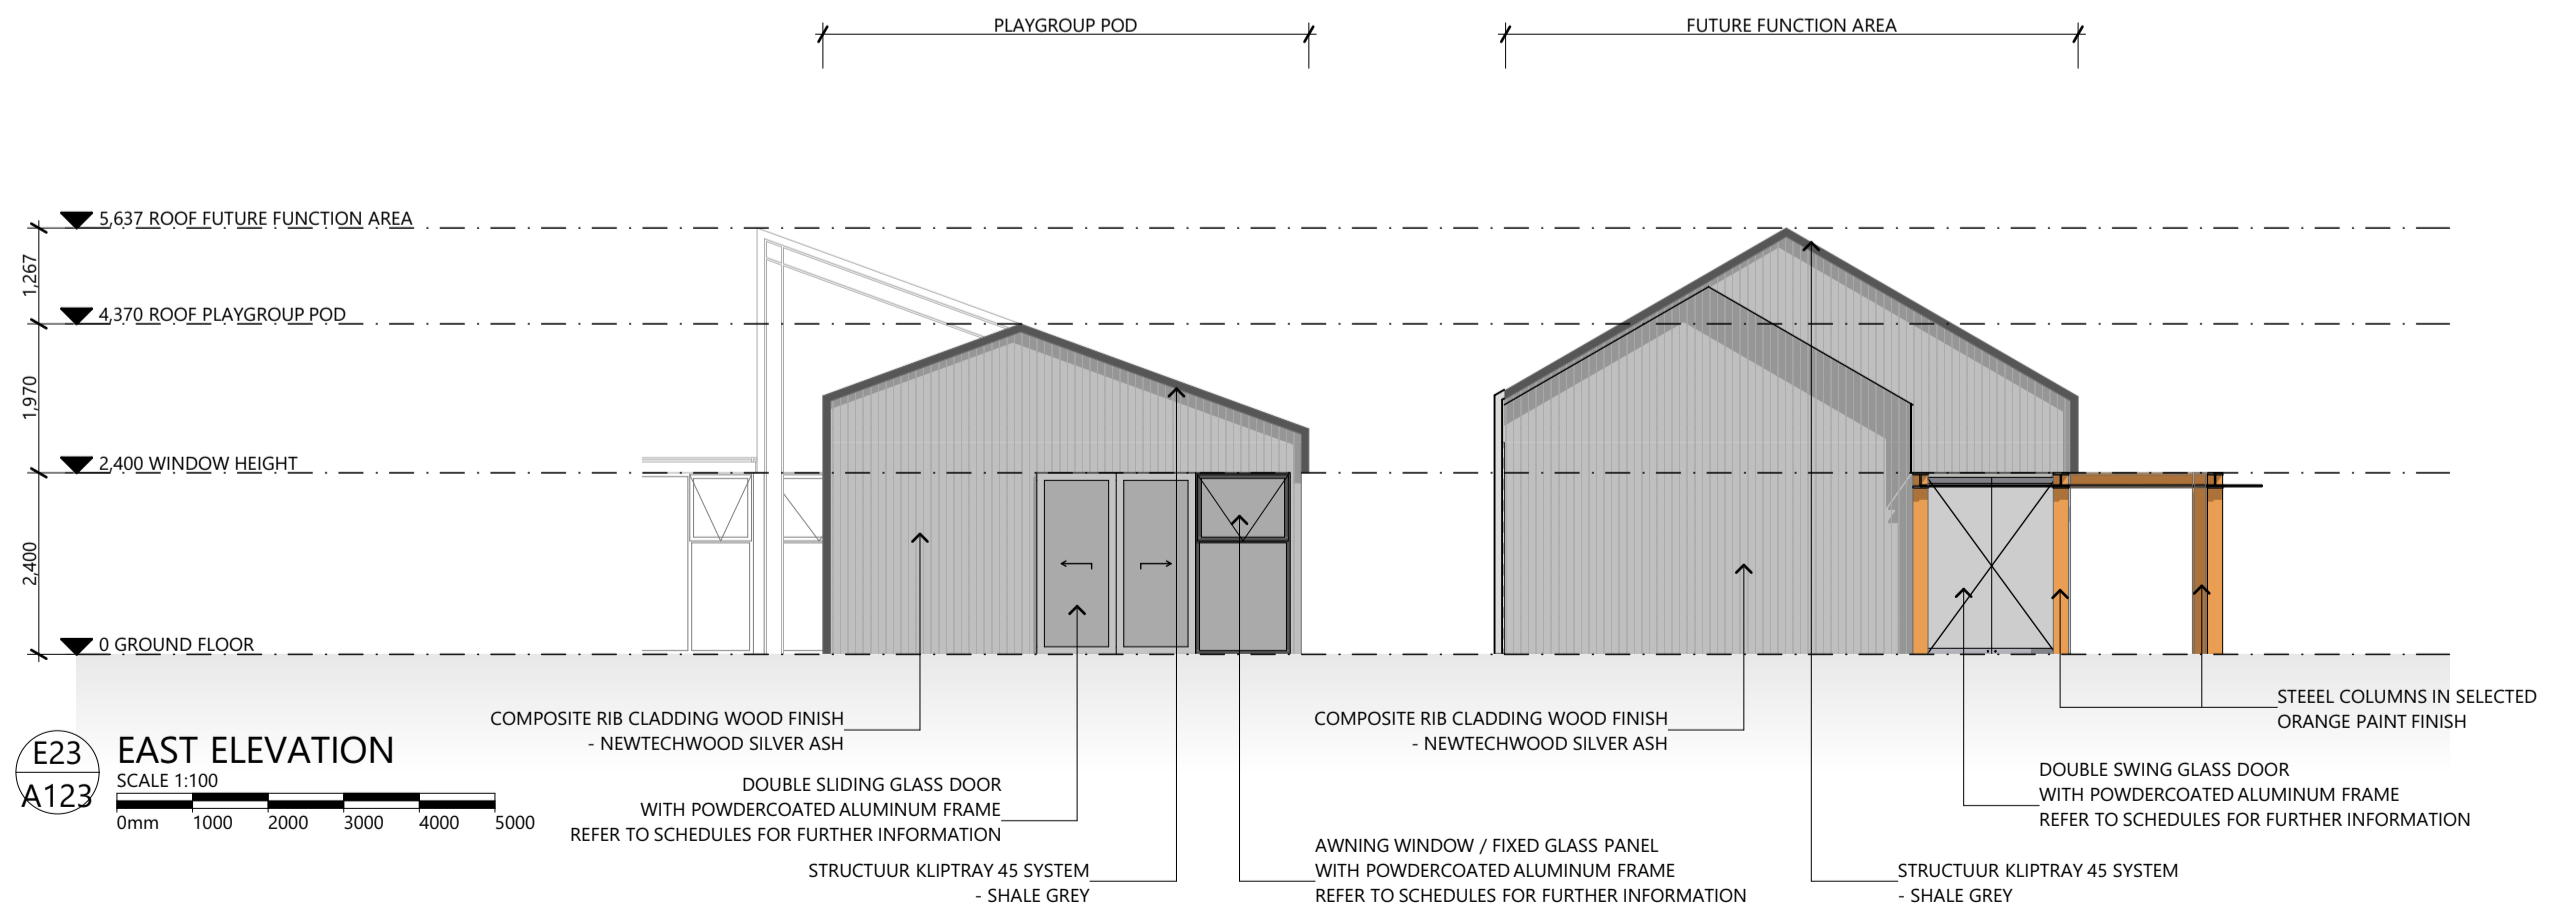 PLAYGROUP POD
FUTURE FUNCTION AREA
5,637 ROOF FUTURE FUNCTION AREA
1,267
4,370 ROOF PLAYGROUP POD
1,970
2,400 WINDOW HEIGHT
2,400
0 GROUND FLOOR
COMPOSITE RIB CLADDING WOOD FINISH
- NEWTECHWOOD SILVER ASH
DOUBLE SLIDING GLASS DOOR
WITH POWDERCOATED ALUMINUM FRAME
REFER TO SCHEDULES FOR FURTHER INFORMATION
STRUCTUUR KLIPTRAY 45 SYSTEM
- SHALE GREY
COMPOSITE RIB CLADDING WOOD FINISH
- NEWTECHWOOD SILVER ASH
AWNING WINDOW / FIXED GLASS PANEL
WITH POWDERCOATED ALUMINUM FRAME
REFER TO SCHEDULES FOR FURTHER INFORMATION
STEEEL COLUMNS IN SELECTED
ORANGE PAINT FINISH
DOUBLE SWING GLASS DOOR
WITH POWDERCOATED ALUMINUM FRAME
REFER TO SCHEDULES FOR FURTHER INFORMATION
STRUCTUUR KLIPTRAY 45 SYSTEM
- SHALE GREY
E23
A123
EAST ELEVATION
SCALE 1:100
0mm 1000 2000 3000 4000 5000